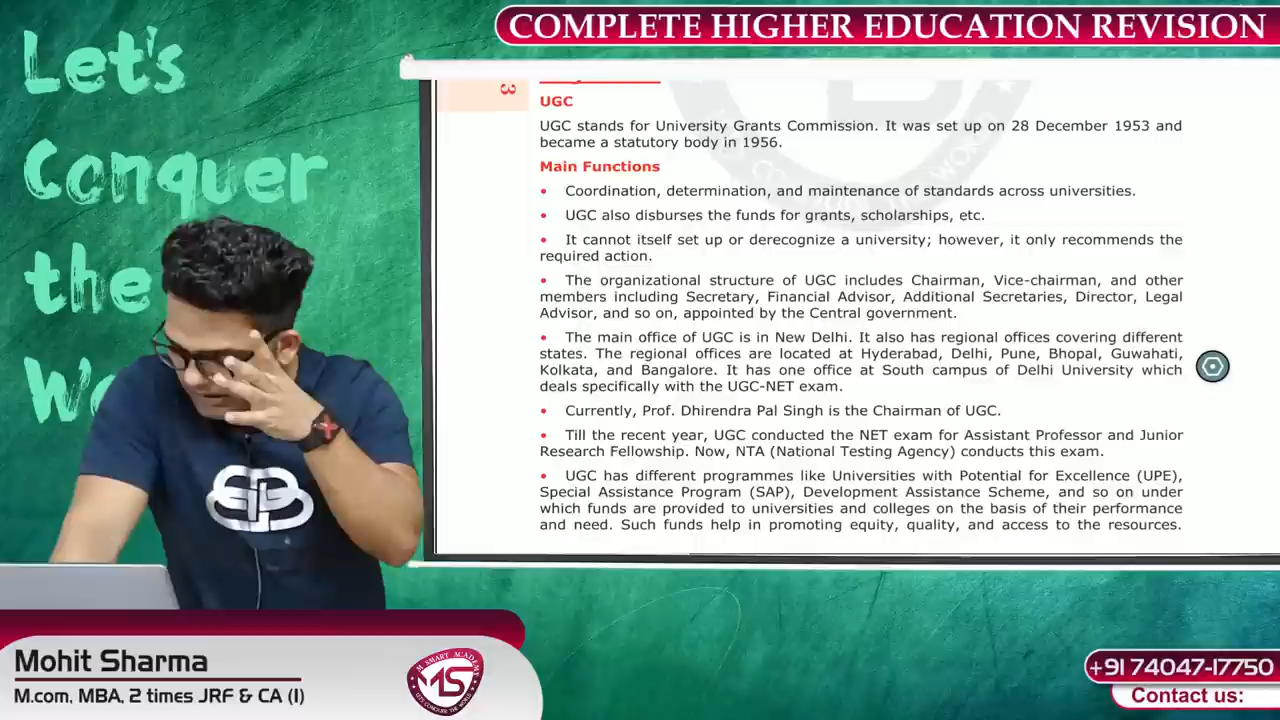 COMPLETE HIGHER EDUCATION REVISION
Let's
Conquer
the
3
UGC
UGC stands for University Grants Commission. It was set up on 28 December 1953 and
became a statutory body in 1956.
Main Functions
• Coordination, determination, and maintenance of standards across universities.
• UGC also disburses the funds for grants, scholarships, etc.
• It cannot itself set up or derecognize a university; however, it only recommends the
required action.
• The organizational structure of UGC includes Chairman, Vice-chairman, and other
members including Secretary, Financial Advisor, Additional Secretaries, Director, Legal
Advisor, and so on, appointed by the Central government.
• The main office of UGC is in New Delhi. It also has regional offices covering different
states. The regional offices are located at Hyderabad, Delhi, Pune, Bhopal, Guwahati,
Kolkata, and Bangalore. It has one office at South campus of Delhi University which
deals specifically with the UGC-NET exam.
• Currently, Prof. Dhirendra Pal Singh is the Chairman of UGC.
• Till the recent year, UGC conducted the NET exam for Assistant Professor and Junior
Research Fellowship. Now, NTA (National Testing Agency) conducts this exam.
• UGC has different programmes like Universities with Potential for Excellence (UPE),
Special Assistance Program (SAP), Development Assistance Scheme, and so on under
which funds are provided to universities and colleges on the basis of their performance
and need. Such funds help in promoting equity, quality, and access to the resources.
Mohit Sharma
M.com, MBA, 2 times JRF & CA (I)
M SMART ACADEMY
MS
LET'S CONQUER THE WORLD
+91 74047-17750
Contact us: